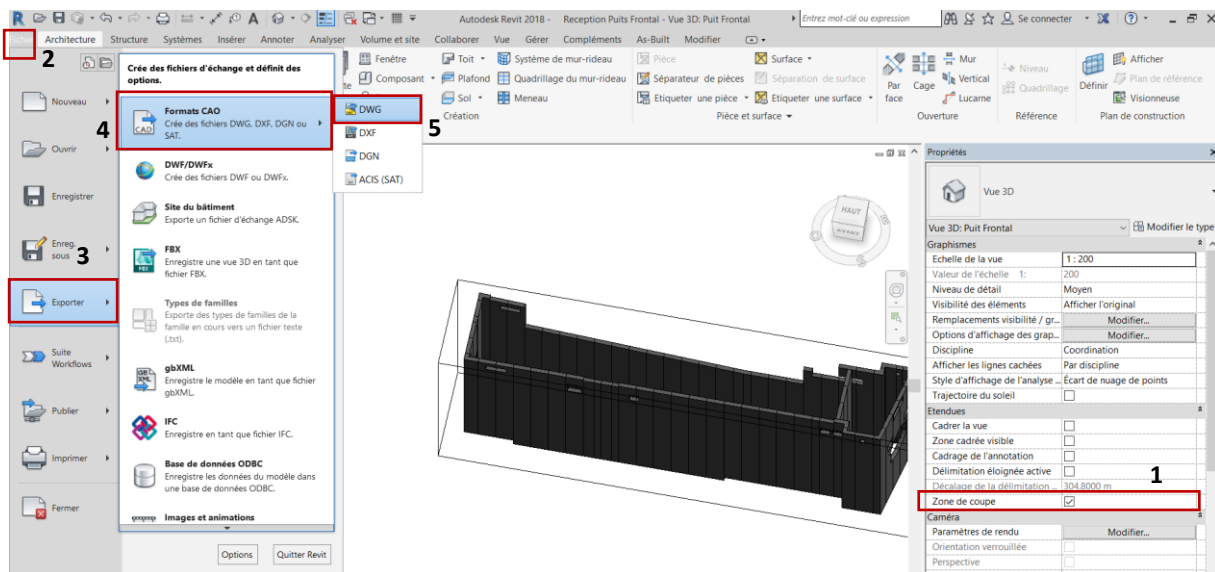 Autodesk Revit 2018 - Reception Puits Frontal - Vue 3D: Puit Frontal
Entrez mot-clé ou expression
Se connecter
Fichier
Architecture
Structure
Systèmes
Insérer
Annoter
Analyser
Volume et site
Collaborer
Vue
Gérer
Compléments
As-Built
Modifier
2
Crée des fichiers d'échange et définit des
options.
Nouveau
Ouvrir
Enregistrer
Enreg.
sous
3
Exporter
Suite
Workflows
Publier
Imprimer
Fermer
4
CAD
Formats CAO
Crée des fichiers DWG, DXF, DGN ou
SAT.
DWF/DWFx
Crée des fichiers DWF ou DWFx.
Site du bâtiment
Exporte un fichier d'échange ADSK.
FBX
Enregistre une vue 3D en tant que
fichier FBX.
Types de familles
Exporte des types de familles de la
famille en cours vers un fichier texte
(.txt).
gbXML
Enregistre le modèle en tant que fichier
gbXML.
IFC
Enregistre en tant que fichier IFC.
Base de données ODBC
Enregistre les données du modèle dans
une base de données ODBC.
Images et animations
Options
Quitter Revit
DWG
5
DXF
DGN
ACIS (SAT)
te
Fenêtre
Composant
Toit
Plafond
Sol
Système de mur-rideau
Quadrillage du mur-rideau
Meneau
Création
Pièce
Séparateur de pièces
Etiqueter une pièce
Surface
Séparation de surface
Etiqueter une surface
Pièce et surface
Par
face
Cage
Mur
Vertical
Lucarne
Ouverture
Niveau
Quadrillage
Référence
Définir
Afficher
Plan de référence
Visionneuse
Plan de construction
HAUT
Propriétés
Vue 3D
Vue 3D: Puit Frontal
Modifier le type
Graphismes
Echelle de la vue 1 : 200
Valeur de l'échelle 1: 200
Niveau de détail Moyen
Visibilité des éléments Afficher l'original
Remplacements visibilité / gr... Modifier...
Options d'affichage des grap... Modifier...
Discipline Coordination
Afficher les lignes cachées Par discipline
Style d'affichage de l'analyse ... Écart de nuage de points
Trajectoire du soleil
Etendues
Cadrer la vue
Zone cadrée visible
Cadrage de l'annotation
Délimitation éloignée active
1
Décalage de la délimitation ... 304.8000 m
Zone de coupe
Caméra
Paramètres de rendu Modifier...
Orientation verrouillée
Perspective